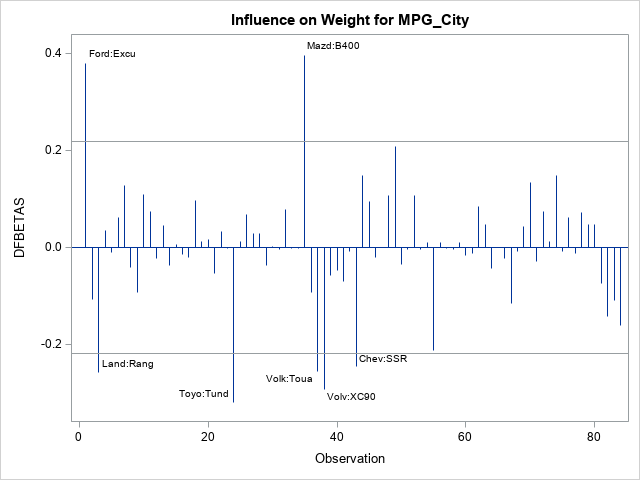 Influence on Weight for MPG_City
0.4
Ford:Excu
Mazd:B400
0.2
DFBETAS
0.0
-0.2
Land:Rang
Chev:SSR
Volk:Toua
Toyo:Tund
Volv:XC90
0
20
40
60
80
Observation